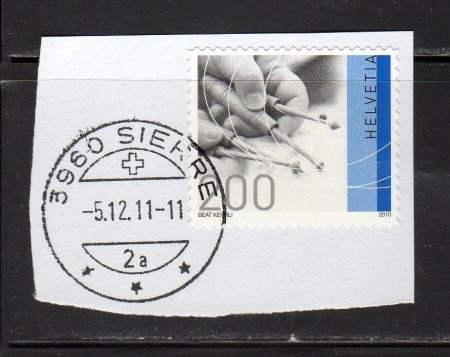 3960 SIERRE
-5.12.11-11
2a
HELVETIA
200
BEAT KEHRLI
2010